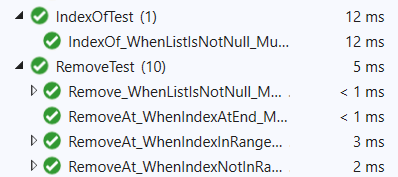 IndexOfTest (1) 12 ms
IndexOf_WhenListIsNotNull_Mu... 12 ms
RemoveTest (10) 5 ms
Remove_WhenListIsNotNull_M... < 1 ms
RemoveAt_WhenIndexAtEnd_M... < 1 ms
RemoveAt_WhenIndexInRange... 3 ms
RemoveAt_WhenIndexNotInRa... 2 ms